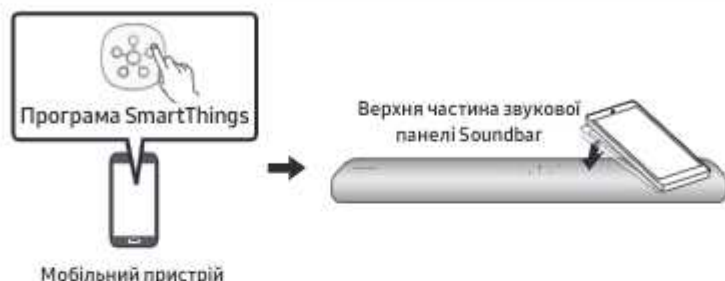 Програма SmartThings
Верхня частина звукової
панелі Soundbar
Мобільний пристрій